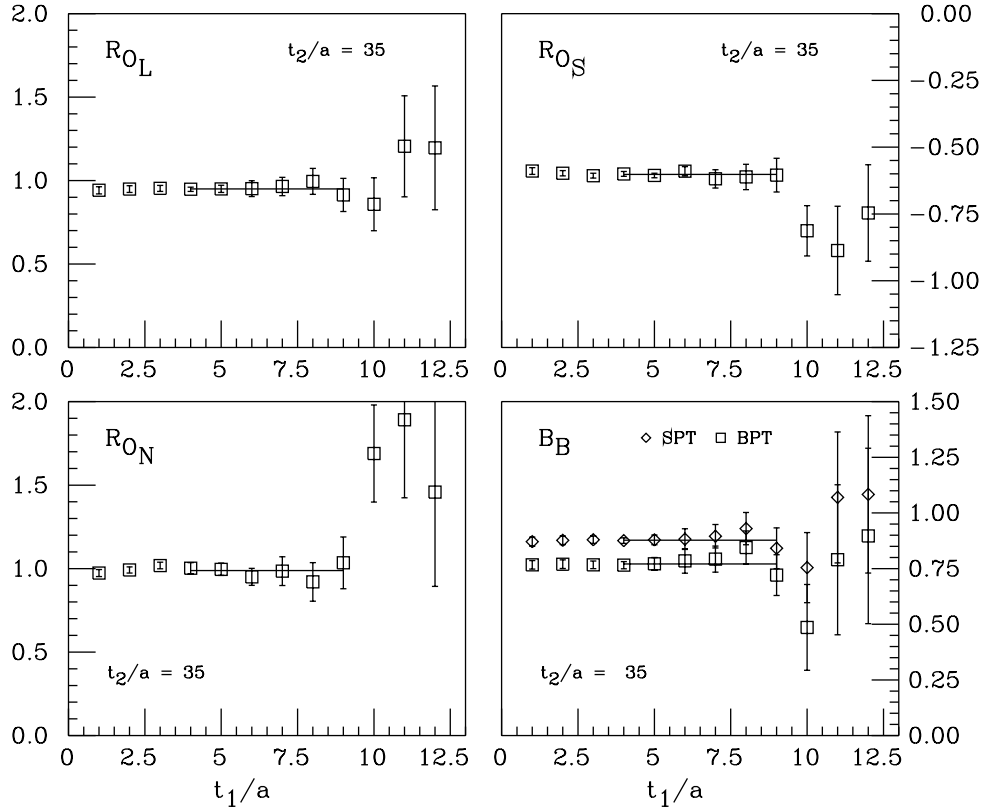 2.0
1.5
1.0
0.5
0.0
R_{O_L}
t_2/a = 35
0 2.5 5 7.5 10 12.5
R_{O_S}
t_2/a = 35
0.00
−0.25
−0.50
−0.75
−1.00
−1.25
0 2.5 5 7.5 10 12.5
2.0
1.5
1.0
0.5
0.0
R_{O_N}
t_2/a = 35
0 2.5 5 7.5 10 12.5
t_1/a
B_B
SPT BPT
t_2/a = 35
1.50
1.25
1.00
0.75
0.50
0.25
0.00
0 2.5 5 7.5 10 12.5
t_1/a